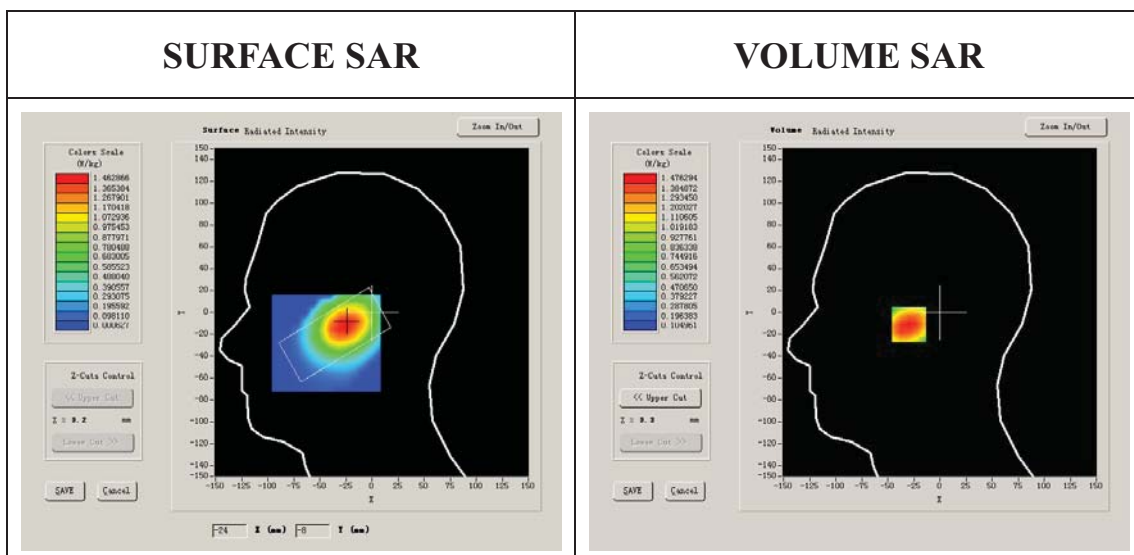 SURFACE SAR
VOLUME SAR
Surface Radiated Intensity
Zoom In/Out
Colors Scale
(W/kg)
1.462866
1.365384
1.267901
1.170418
1.072936
0.975453
0.877971
0.780488
0.683005
0.585523
0.488040
0.390557
0.293075
0.195592
0.098110
0.000627
Z-Cuts Control
<< Upper Cut
mm
Lower Cut >>
SAVE Cancel
150
140
120
100
80
60
40
20
0
-20
-40
-60
-80
-100
-120
-140
-150
Y
-150 -125 -100 -75 -50 -25 0 25 50 75 100 125 150
X
-24 X (mm) -8 Y (mm)
Volume Radiated Intensity
Zoom In/Out
Colors Scale
(W/kg)
1.476294
1.384872
1.293450
1.202027
1.110605
1.019183
0.927761
0.836338
0.744916
0.653494
0.562072
0.470650
0.379227
0.287805
0.196383
0.104961
Z-Cuts Control
<< Upper Cut
mm
Lower Cut >>
SAVE Cancel
150
140
120
100
80
60
40
20
0
-20
-40
-60
-80
-100
-120
-140
-150
Y
-150 -125 -100 -75 -50 -25 0 25 50 75 100 125 150
X